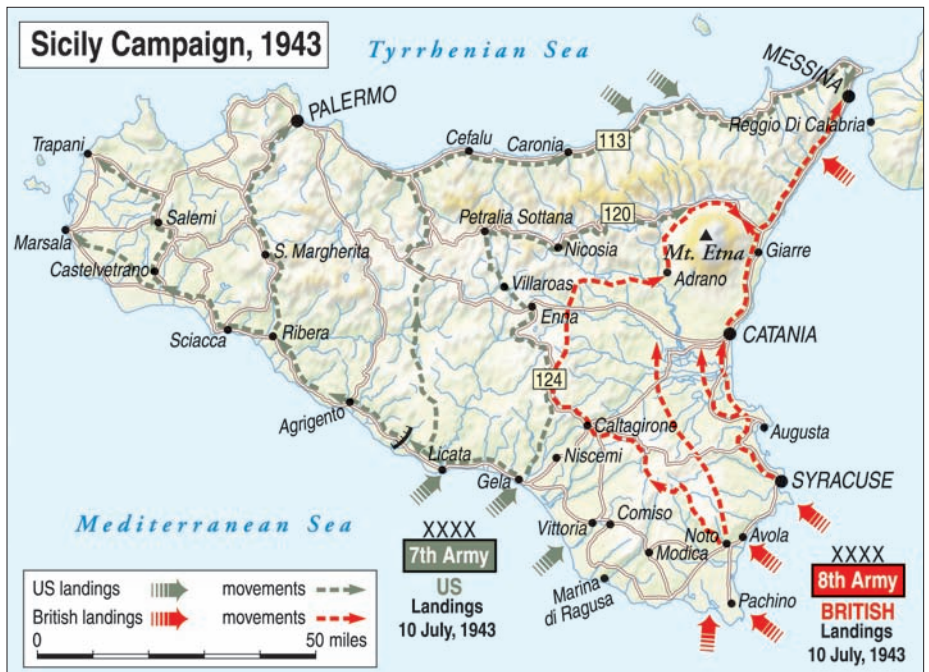 Sicily Campaign, 1943
Tyrrhenian Sea
MESSINA
PALERMO
Reggio Di Calabria
Trapani
Cefalu
Caronia
113
Salemi
Petralia Sottana
120
Marsala
S. Margherita
Nicosia
Mt. Etna
Giarre
Castelvetrano
Villaroas
Adrano
Enna
Sciacca
Ribera
CATANIA
124
Agrigento
Caltagirone
Augusta
Licata
Niscemi
Gela
SYRACUSE
Mediterranean Sea
Vittoria
Comiso
Noto
Avola
Modica
Marina
di Ragusa
Pachino
XXXX
7th Army
US
Landings
10 July, 1943
XXXX
8th Army
BRITISH
Landings
10 July, 1943
US landings movements
British landings movements
0 50 miles